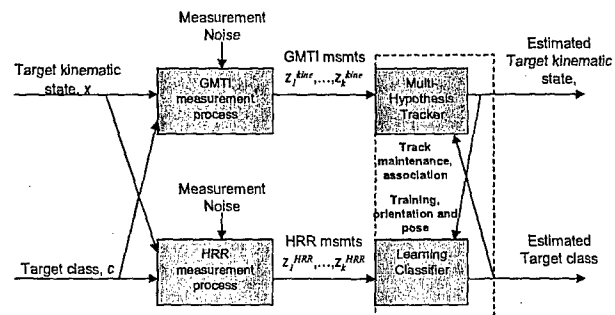 Measurement
Noise
Target kinematic
state, x
GMTI
measurement
process
GMTI msmts
z₁ᵏⁱⁿᵉ,...,zₖᵏⁱⁿᵉ
Multi-
Hypothesis
Tracker
Estimated
Target kinematic
state,
Track
maintenance,
association
Training,
orientation and
pose
Measurement
Noise
Target class, c
HRR
measurement
process
HRR msmts
z₁ᴴᴿᴿ,...,zₖᴴᴿᴿ
Learning
Classifier
Estimated
Target class